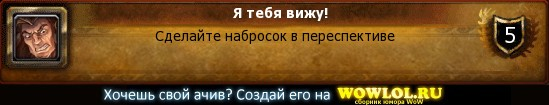 Я тебя вижу!
Сделайте набросок в переспективе
5
Хочешь свой ачив? Создай его на WOWLOL.RU
сборник юмора WoW